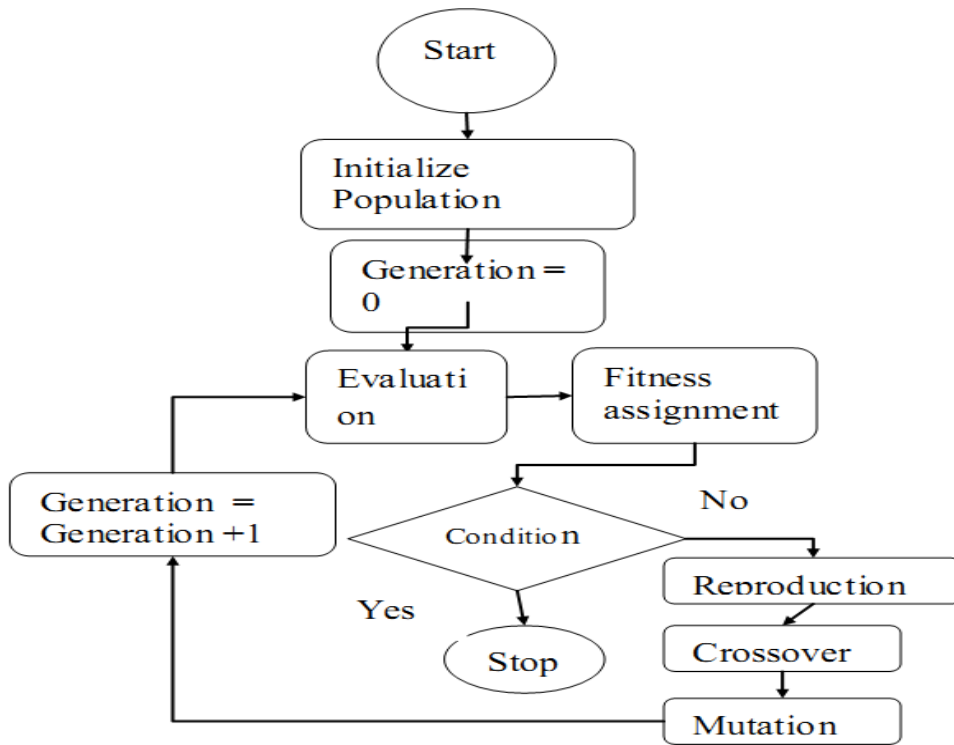 Start
Initialize
Population
Generation =
0
Evaluati
on
Fitness
assignment
Generation =
Generation +1
Condition
No
Yes
Reproduction
Stop
Crossover
Mutation